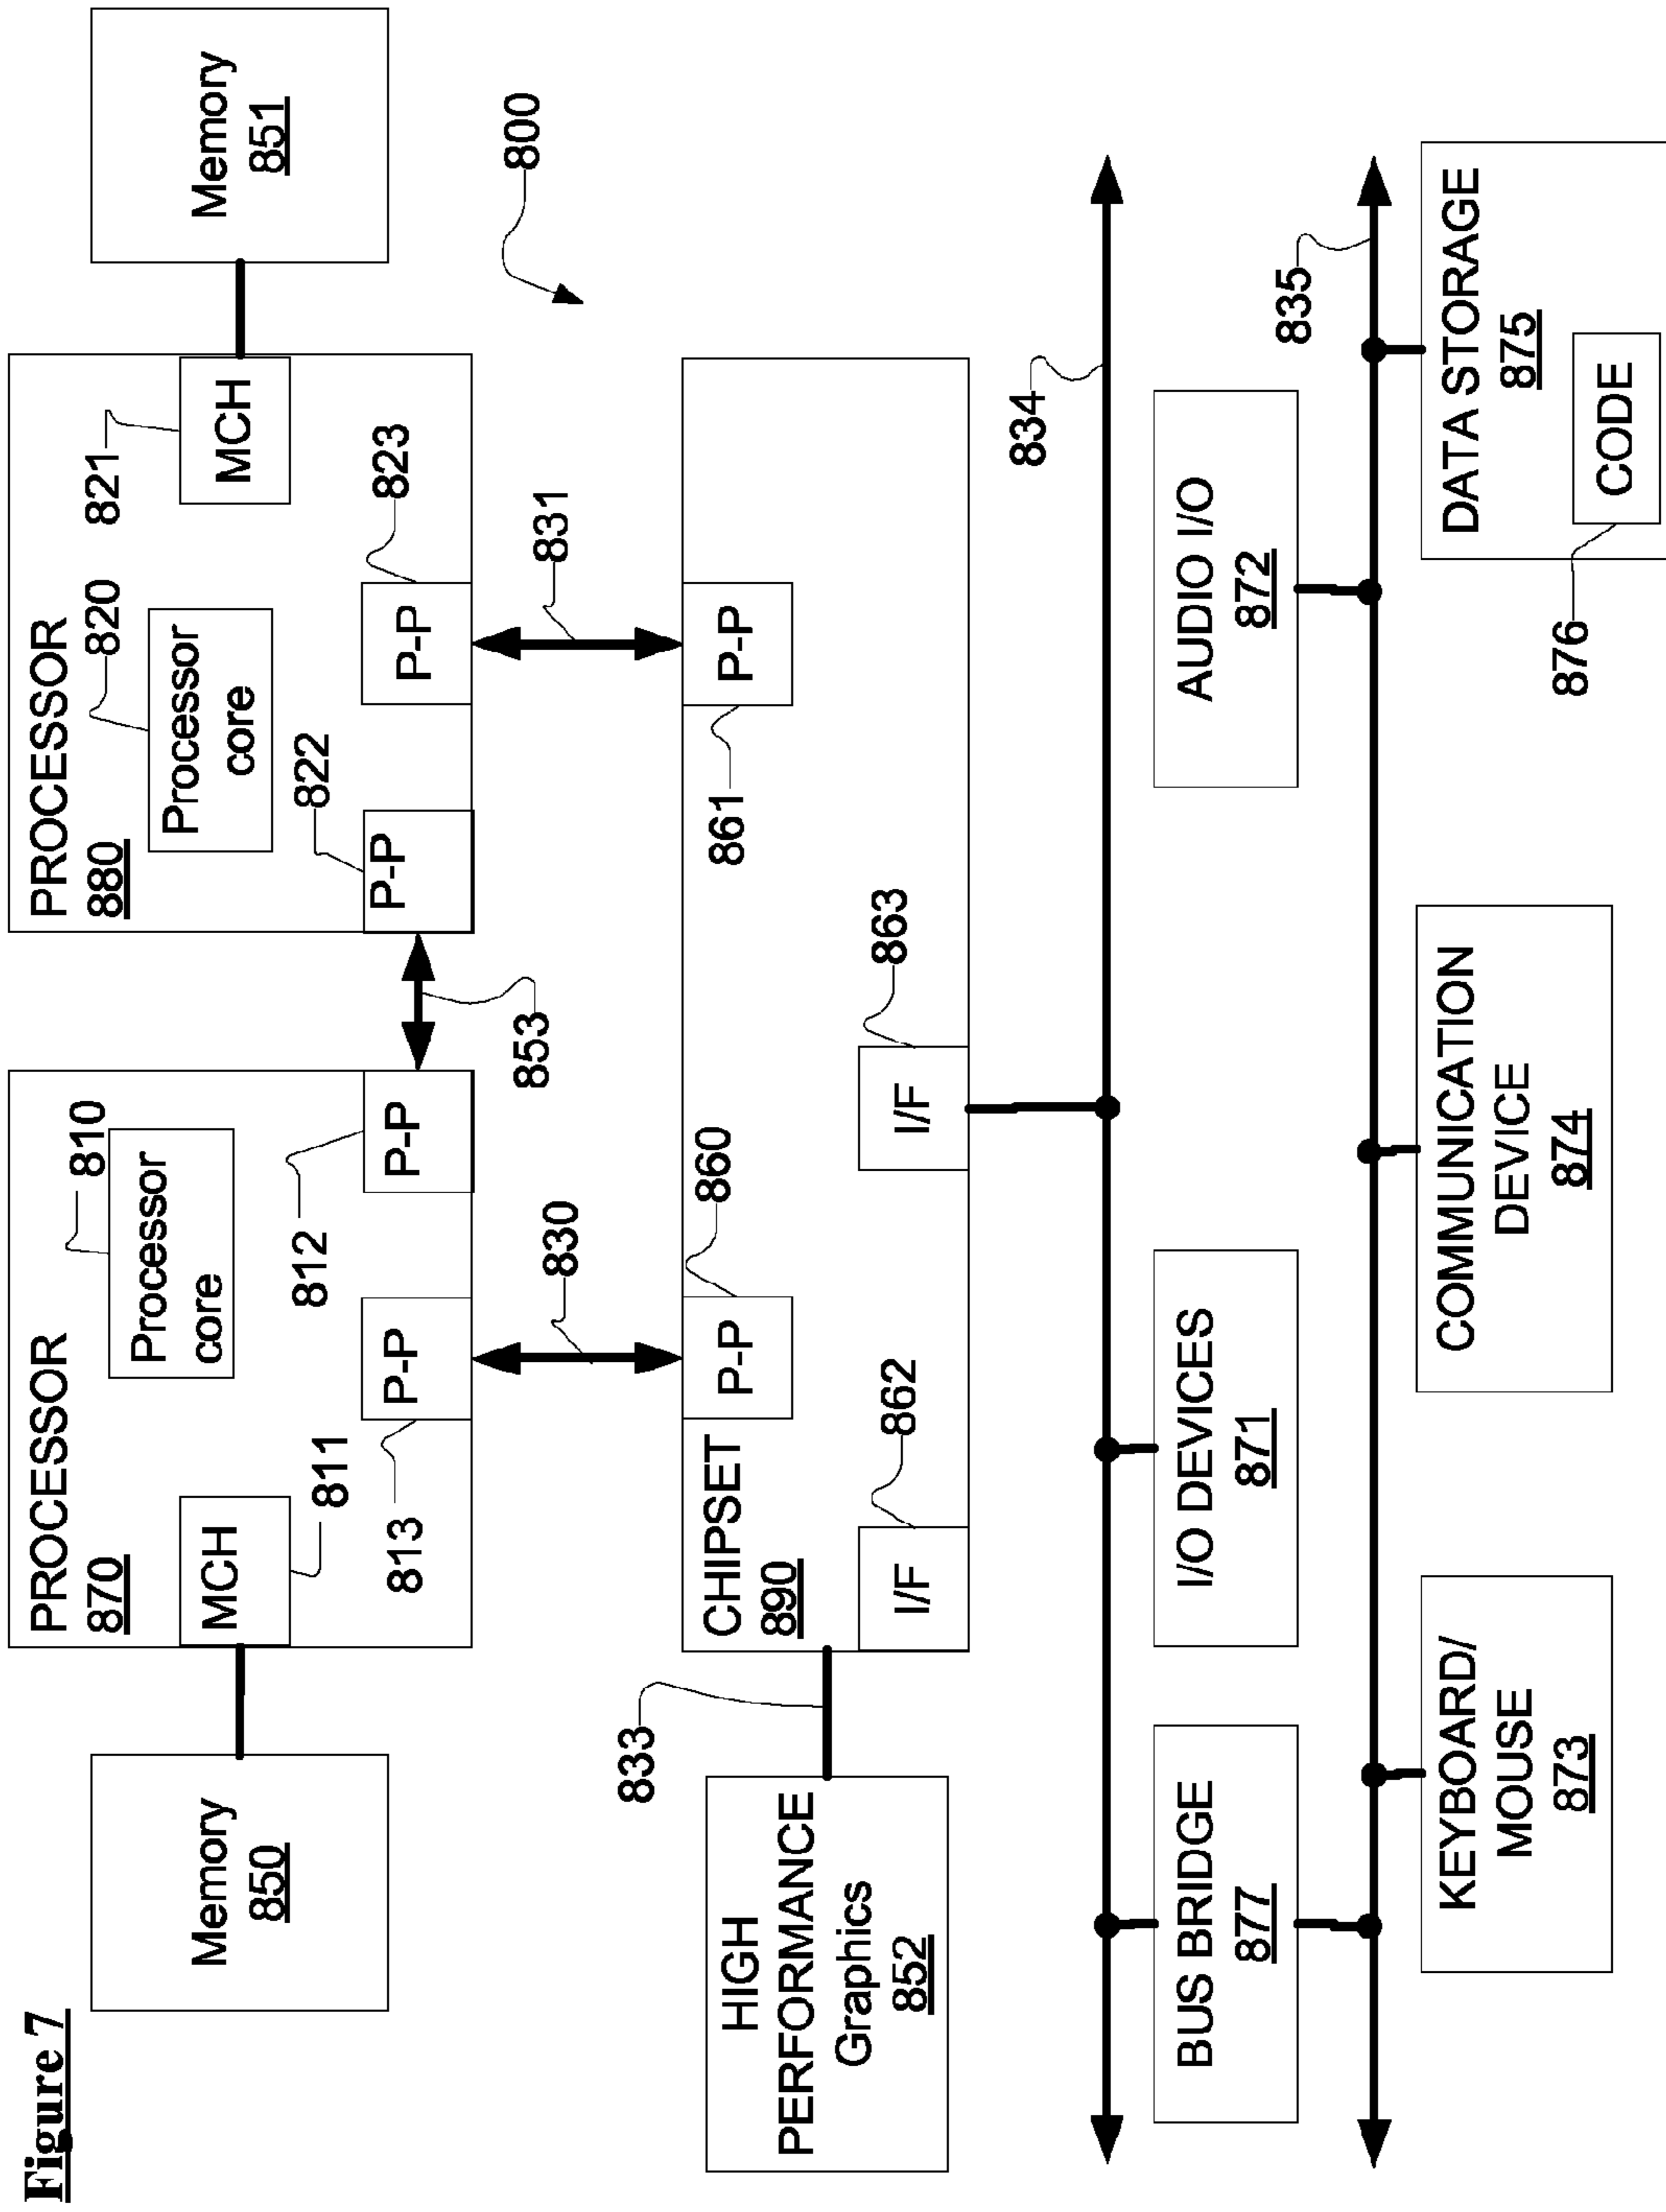 Figure 7
Memory
850
PROCESSOR
870
MCH
811
Processor
core
810
P-P
813
P-P
812
853
PROCESSOR
880
Processor
core
820
P-P
822
P-P
823
MCH
821
Memory
851
830
831
800
HIGH
PERFORMANCE
Graphics
852
833
CHIPSET
890
P-P
860
P-P
861
I/F
862
I/F
863
834
BUS BRIDGE
877
I/O DEVICES
871
AUDIO I/O
872
835
KEYBOARD/
MOUSE
873
COMMUNICATION
DEVICE
874
DATA STORAGE
875
CODE
876